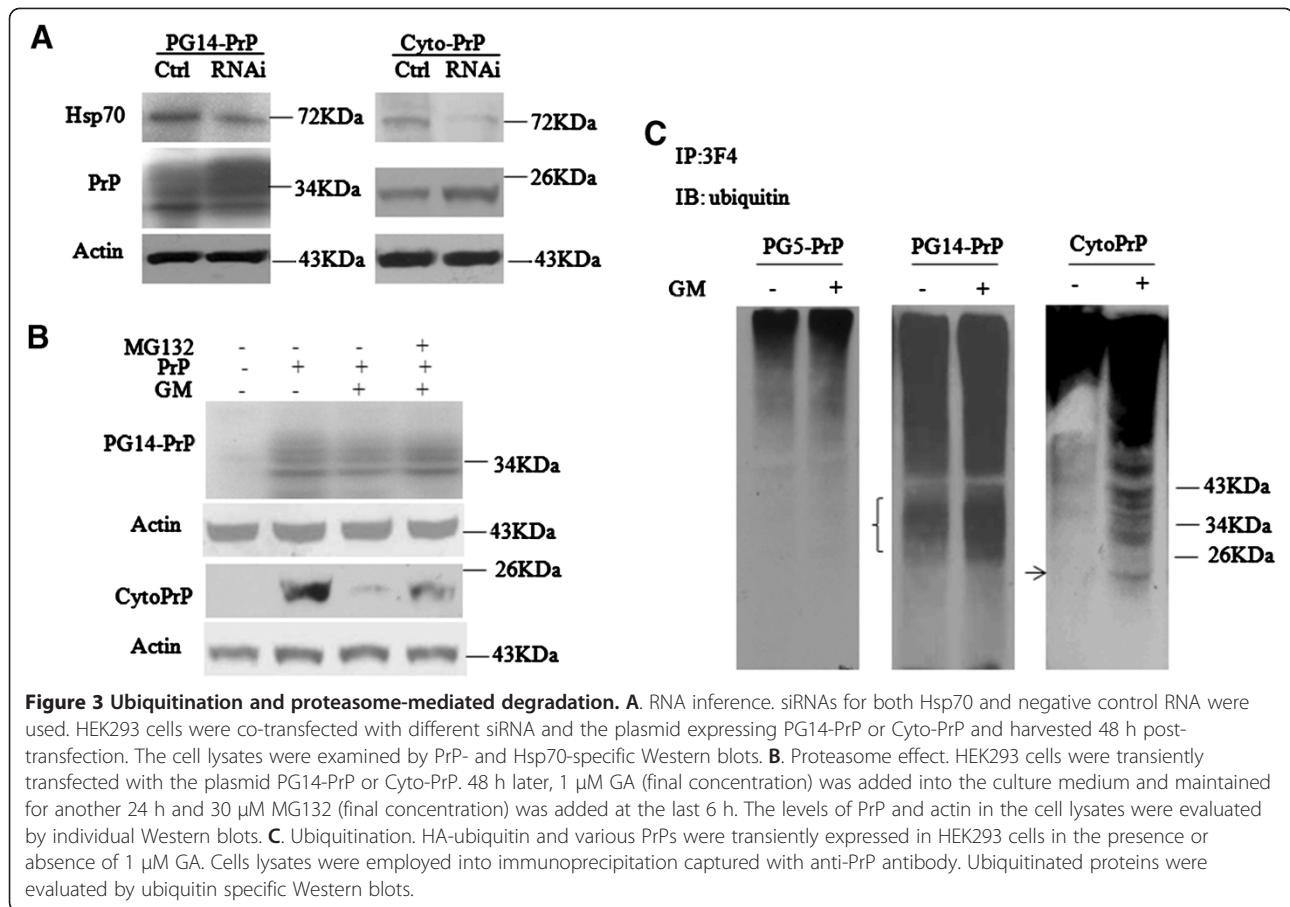 A
PG14-PrP
Ctrl RNAi
Cyto-PrP
Ctrl RNAi
Hsp70
72KDa
72KDa
PrP
34KDa
26KDa
Actin
43KDa
43KDa
B
MG132 - - - +
PrP - + + +
GM - - + +
PG14-PrP
34KDa
Actin
43KDa
26KDa
CytoPrP
Actin
43KDa
C
IP:3F4
IB: ubiquitin
PG5-PrP PG14-PrP CytoPrP
GM - + - + - +
43KDa
34KDa
26KDa
Figure 3 Ubiquitination and proteasome-mediated degradation. A. RNA inference. siRNAs for both Hsp70 and negative control RNA were
used. HEK293 cells were co-transfected with different siRNA and the plasmid expressing PG14-PrP or Cyto-PrP and harvested 48 h post-
transfection. The cell lysates were examined by PrP- and Hsp70-specific Western blots. B. Proteasome effect. HEK293 cells were transiently
transfected with the plasmid PG14-PrP or Cyto-PrP. 48 h later, 1 μM GA (final concentration) was added into the culture medium and maintained
for another 24 h and 30 μM MG132 (final concentration) was added at the last 6 h. The levels of PrP and actin in the cell lysates were evaluated
by individual Western blots. C. Ubiquitination. HA-ubiquitin and various PrPs were transiently expressed in HEK293 cells in the presence or
absence of 1 μM GA. Cells lysates were employed into immunoprecipitation captured with anti-PrP antibody. Ubiquitinated proteins were
evaluated by ubiquitin specific Western blots.